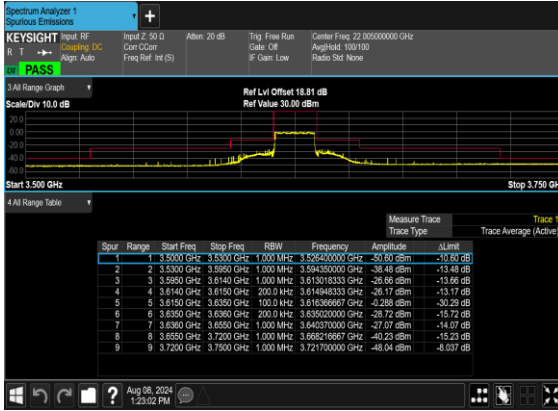 Spectrum Analyzer 1
Spurious Emissions
KEYSIGHT Input: RF Input Z: 50 Ω Atten: 20 dB Trig: Free Run Center Freq: 22.005000000 GHz
R T Coupling: DC Corr CCorr Gate: Off Avg|Hold: 100/100
Align: Auto Freq Ref: Int (S) IF Gain: Low Radio Std: None
PASS
3 All Range Graph
Ref Lvl Offset 18.81 dB
Scale/Div 10.0 dB Ref Value 30.00 dBm
20.0
0.00
-20.0
-40.0
-60.0
Start 3.500 GHz Stop 3.750 GH
4 All Range Table
Measure Trace Trace 1
Trace Type Trace Average (Active)
Spur Range Start Freq Stop Freq RBW Frequency Amplitude ΔLimit
1 1 3.5000 GHz 3.5300 GHz 1.000 MHz 3.526400000 GHz -50.60 dBm -10.60 dB
2 2 3.5300 GHz 3.5950 GHz 1.000 MHz 3.594350000 GHz -38.48 dBm -13.48 dB
3 3 3.5950 GHz 3.6140 GHz 1.000 MHz 3.613018333 GHz -26.66 dBm -13.66 dB
4 4 3.6140 GHz 3.6150 GHz 200.0 kHz 3.614948333 GHz -26.17 dBm -13.17 dB
5 5 3.6150 GHz 3.6350 GHz 100.0 kHz 3.616366667 GHz -0.288 dBm -30.29 dB
6 6 3.6350 GHz 3.6360 GHz 200.0 kHz 3.635020000 GHz -28.72 dBm -15.72 dB
7 7 3.6360 GHz 3.6550 GHz 1.000 MHz 3.640370000 GHz -27.07 dBm -14.07 dB
8 8 3.6550 GHz 3.7200 GHz 1.000 MHz 3.668216667 GHz -40.23 dBm -15.23 dB
9 9 3.7200 GHz 3.7500 GHz 1.000 MHz 3.721700000 GHz -48.04 dBm -8.037 dB
Aug 08, 2024
1:23:02 PM